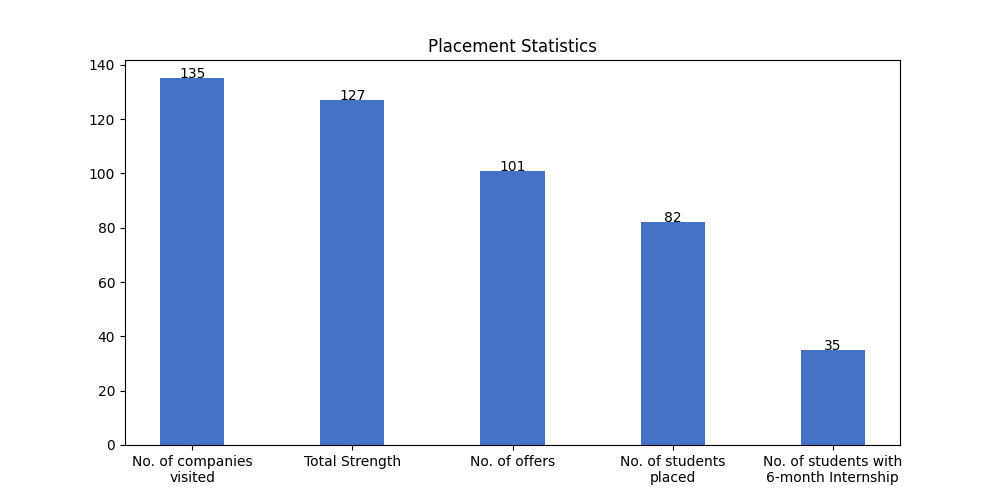 Placement Statistics
140
120
100
80
60
40
20
0
135
127
101
82
35
No. of companies
visited
Total Strength
No. of offers
No. of students
placed
No. of students with
6-month Internship